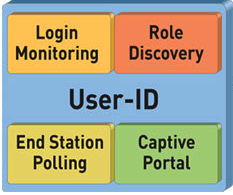 Login
Monitoring
Role
Discovery
User-ID
End Station
Polling
Captive
Portal